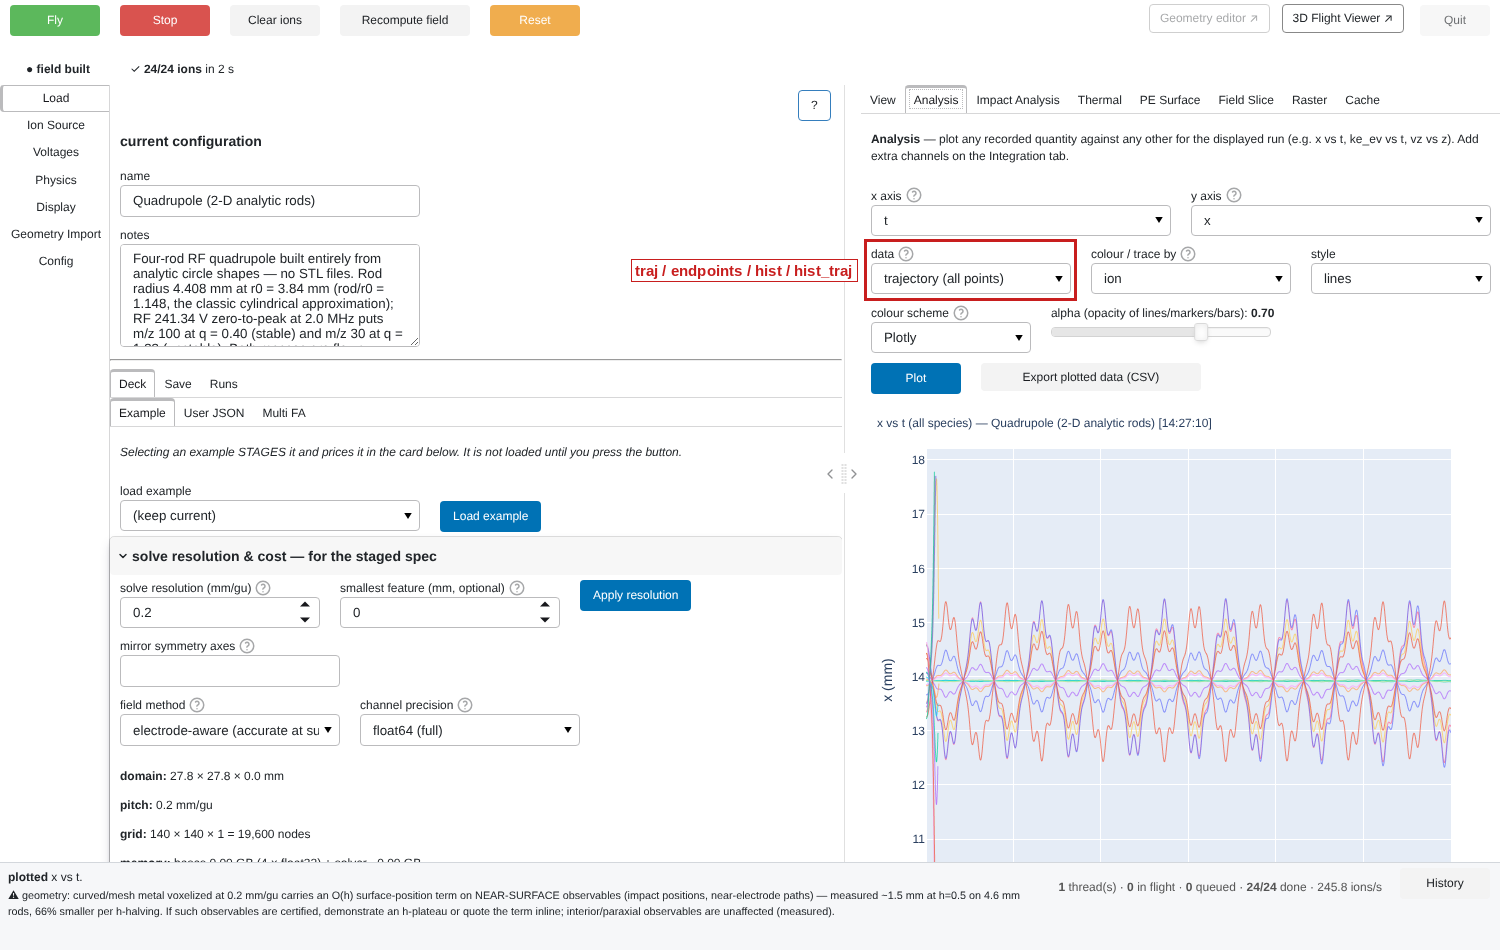 Fly
Stop
Clear ions
Recompute field
Reset
Geometry editor ↗
3D Flight Viewer ↗
Quit
● field built
✓ 24/24 ions in 2 s
Load
Ion Source
Voltages
Physics
Display
Geometry Import
Config
?
current configuration
name
Quadrupole (2-D analytic rods)
notes
Four-rod RF quadrupole built entirely from
analytic circle shapes — no STL files. Rod
radius 4.408 mm at r0 = 3.84 mm (rod/r0 =
1.148, the classic cylindrical approximation);
RF 241.34 V zero-to-peak at 2.0 MHz puts
m/z 100 at q = 0.40 (stable) and m/z 30 at q =
Deck
Save
Runs
Example
User JSON
Multi FA
Selecting an example STAGES it and prices it in the card below. It is not loaded until you press the button.
load example
(keep current)
Load example
solve resolution & cost — for the staged spec
solve resolution (mm/gu) ?
0.2
smallest feature (mm, optional) ?
0
Apply resolution
mirror symmetry axes ?
field method ?
electrode-aware (accurate at su
channel precision ?
float64 (full)
domain: 27.8 × 27.8 × 0.0 mm
pitch: 0.2 mm/gu
grid: 140 × 140 × 1 = 19,600 nodes
traj / endpoints / hist / hist_traj
View
Analysis
Impact Analysis
Thermal
PE Surface
Field Slice
Raster
Cache
Analysis — plot any recorded quantity against any other for the displayed run (e.g. x vs t, ke_ev vs t, vz vs z). Add
extra channels on the Integration tab.
x axis ?
t
y axis ?
x
data ?
trajectory (all points)
colour / trace by ?
ion
style
lines
colour scheme ?
Plotly
alpha (opacity of lines/markers/bars): 0.70
Plot
Export plotted data (CSV)
x vs t (all species) — Quadrupole (2-D analytic rods) [14:27:10]
18
17
16
15
14
13
12
11
x (mm)
plotted x vs t.
⚠ geometry: curved/mesh metal voxelized at 0.2 mm/gu carries an O(h) surface-position term on NEAR-SURFACE observables (impact positions, near-electrode paths) — measured ~1.5 mm at h=0.5 on 4.6 mm
rods, 66% smaller per h-halving. If such observables are certified, demonstrate an h-plateau or quote the term inline; interior/paraxial observables are unaffected (measured).
1 thread(s) · 0 in flight · 0 queued · 24/24 done · 245.8 ions/s
History